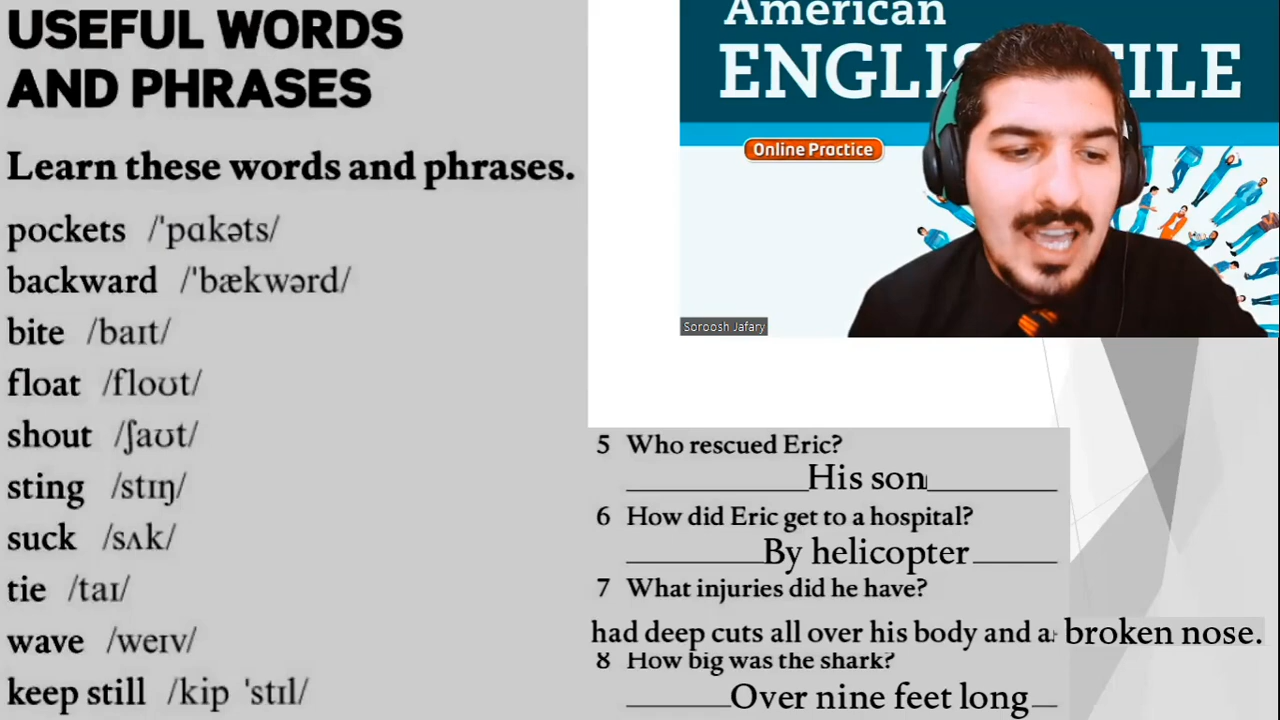 USEFUL WORDS
AND PHRASES
Learn these words and phrases.
pockets /ˈpɑkəts/
backward /ˈbækwərd/
bite /baɪt/
float /floʊt/
shout /ʃaʊt/
sting /stɪŋ/
suck /sʌk/
tie /taɪ/
wave /weɪv/
keep still /kip ˈstɪl/
American
ENGLIS FILE
Online Practice
Soroosh Jafary
5 Who rescued Eric?
His son
6 How did Eric get to a hospital?
By helicopter
7 What injuries did he have?
had deep cuts all over his body and a broken nose.
8 How big was the shark?
Over nine feet long